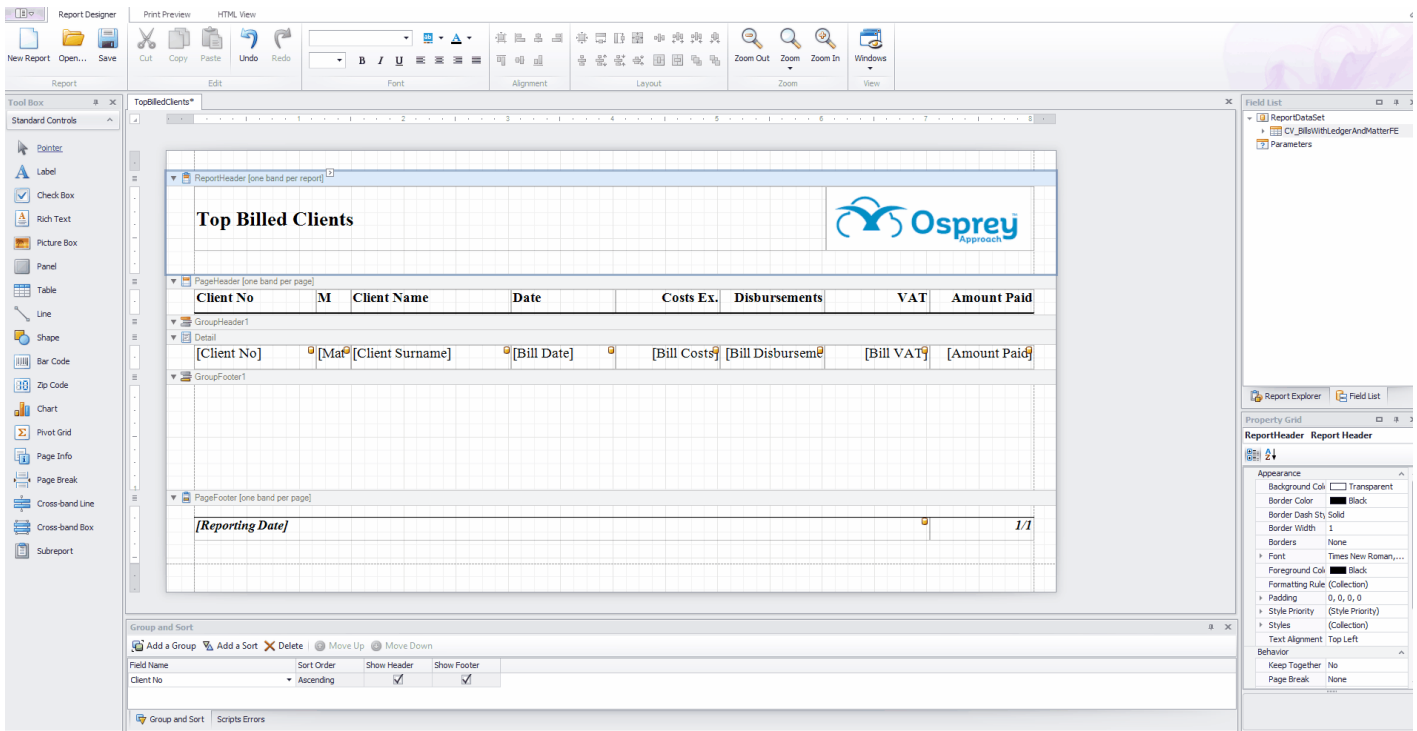 Report Designer Print Preview HTML View
New Report Open... Save Cut Copy Paste Undo Redo B I U Zoom Out Zoom Zoom In Windows
Report Edit Font Alignment Layout Zoom View
Tool Box
Standard Controls
Pointer
Label
Check Box
Rich Text
Picture Box
Panel
Table
Line
Shape
Bar Code
Zip Code
Chart
Pivot Grid
Page Info
Page Break
Cross-band Line
Cross-band Box
Subreport
TopBilledClients*
1 2 3 4 5 6 7 8
ReportHeader [one band per report]
Top Billed Clients
Osprey
Approach
PageHeader [one band per page]
Client No M Client Name Date Costs Ex. Disbursements VAT Amount Paid
GroupHeader1
Detail
[Client No] [Mat [Client Surname] [Bill Date] [Bill Costs] [Bill Disburseme [Bill VAT] [Amount Paid]
GroupFooter1
PageFooter [one band per page]
[Reporting Date] 1/1
Group and Sort
Add a Group Add a Sort Delete Move Up Move Down
Field Name Sort Order Show Header Show Footer
Client No Ascending
Group and Sort Scripts Errors
Field List
ReportDataSet
CV_BillsWithLedgerAndMatterFE
Parameters
Report Explorer Field List
Property Grid
ReportHeader Report Header
Appearance
Background Col Transparent
Border Color Black
Border Dash Sty Solid
Border Width 1
Borders None
Font Times New Roman,...
Foreground Col Black
Formatting Rule (Collection)
Padding 0, 0, 0, 0
Style Priority (Style Priority)
Styles (Collection)
Text Alignment Top Left
Behavior
Keep Together No
Page Break None